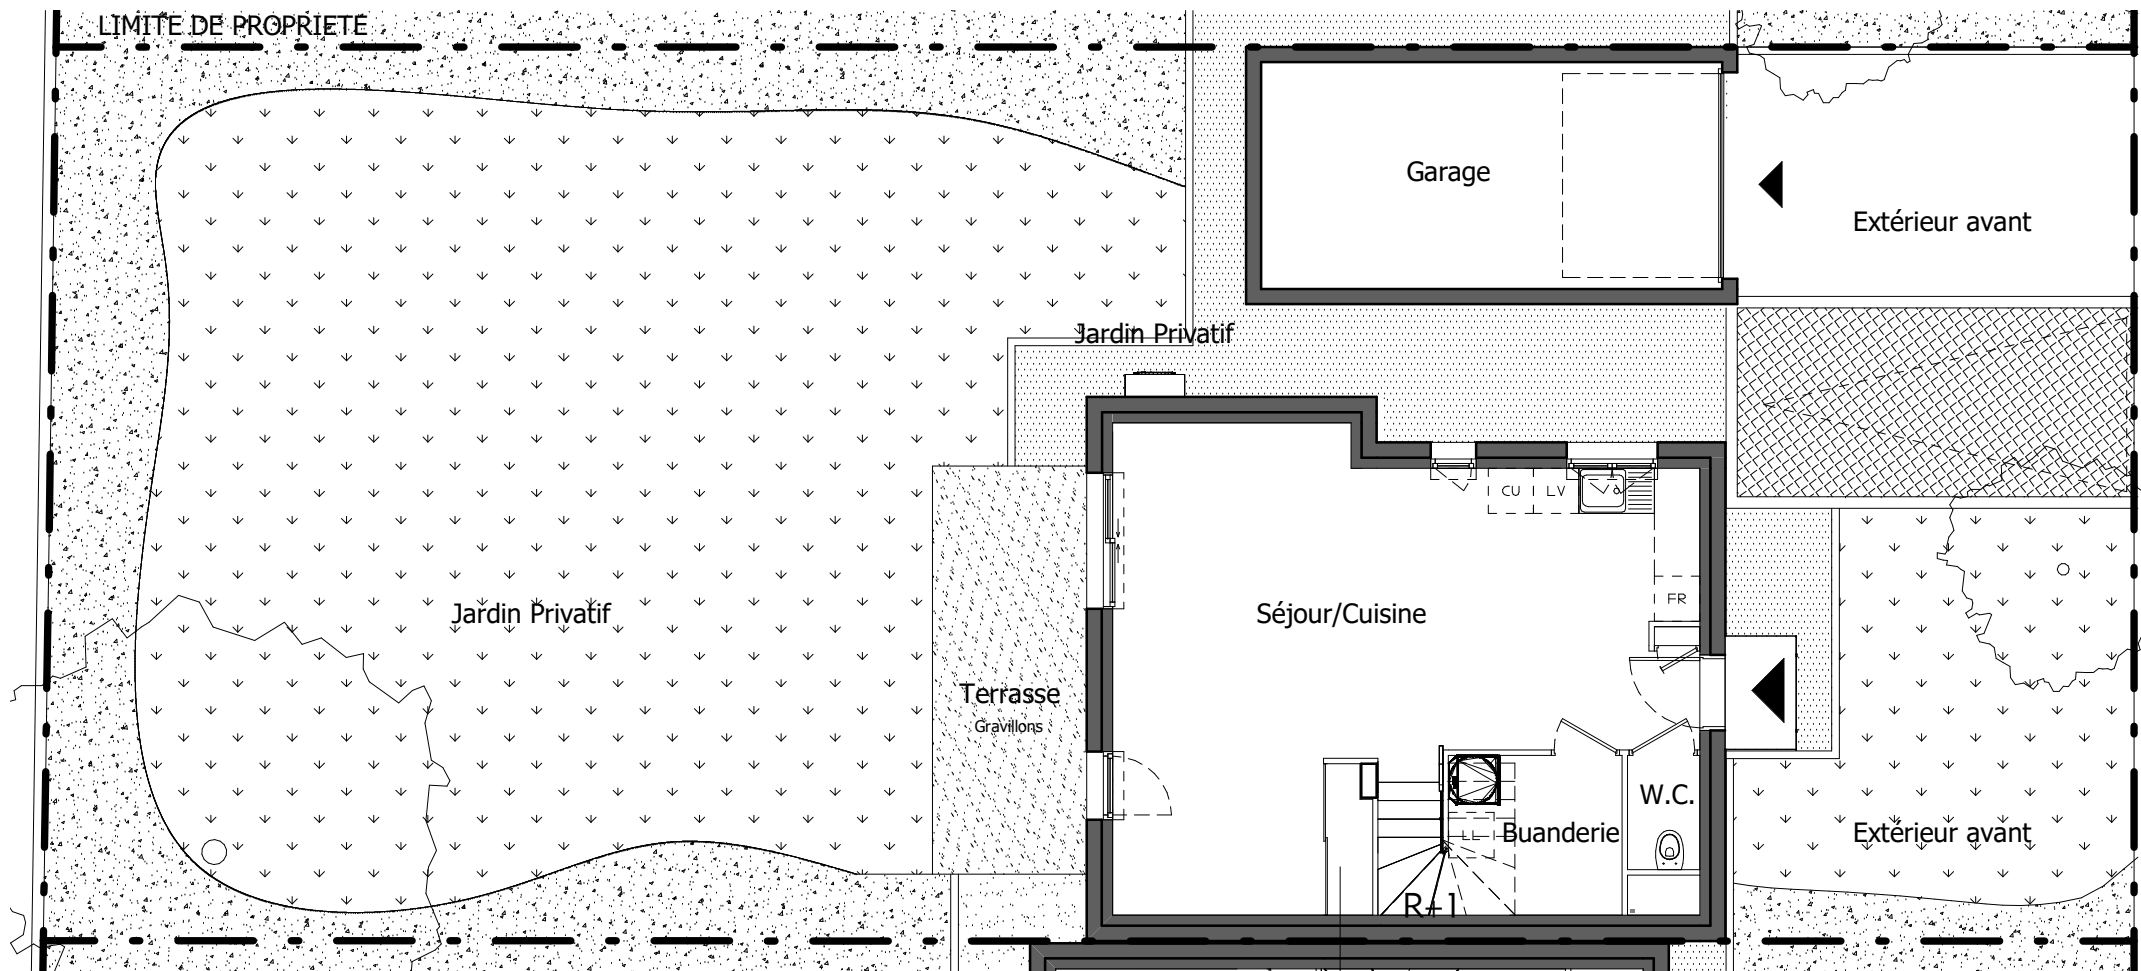 LIMITE DE PROPRIETE
Garage
Extérieur avant
Jardin Privatif
CU
LV
FR
Jardin Privatif
Séjour/Cuisine
Terrasse
Gravillons
W.C.
LL
Buanderie
Extérieur avant
R+1